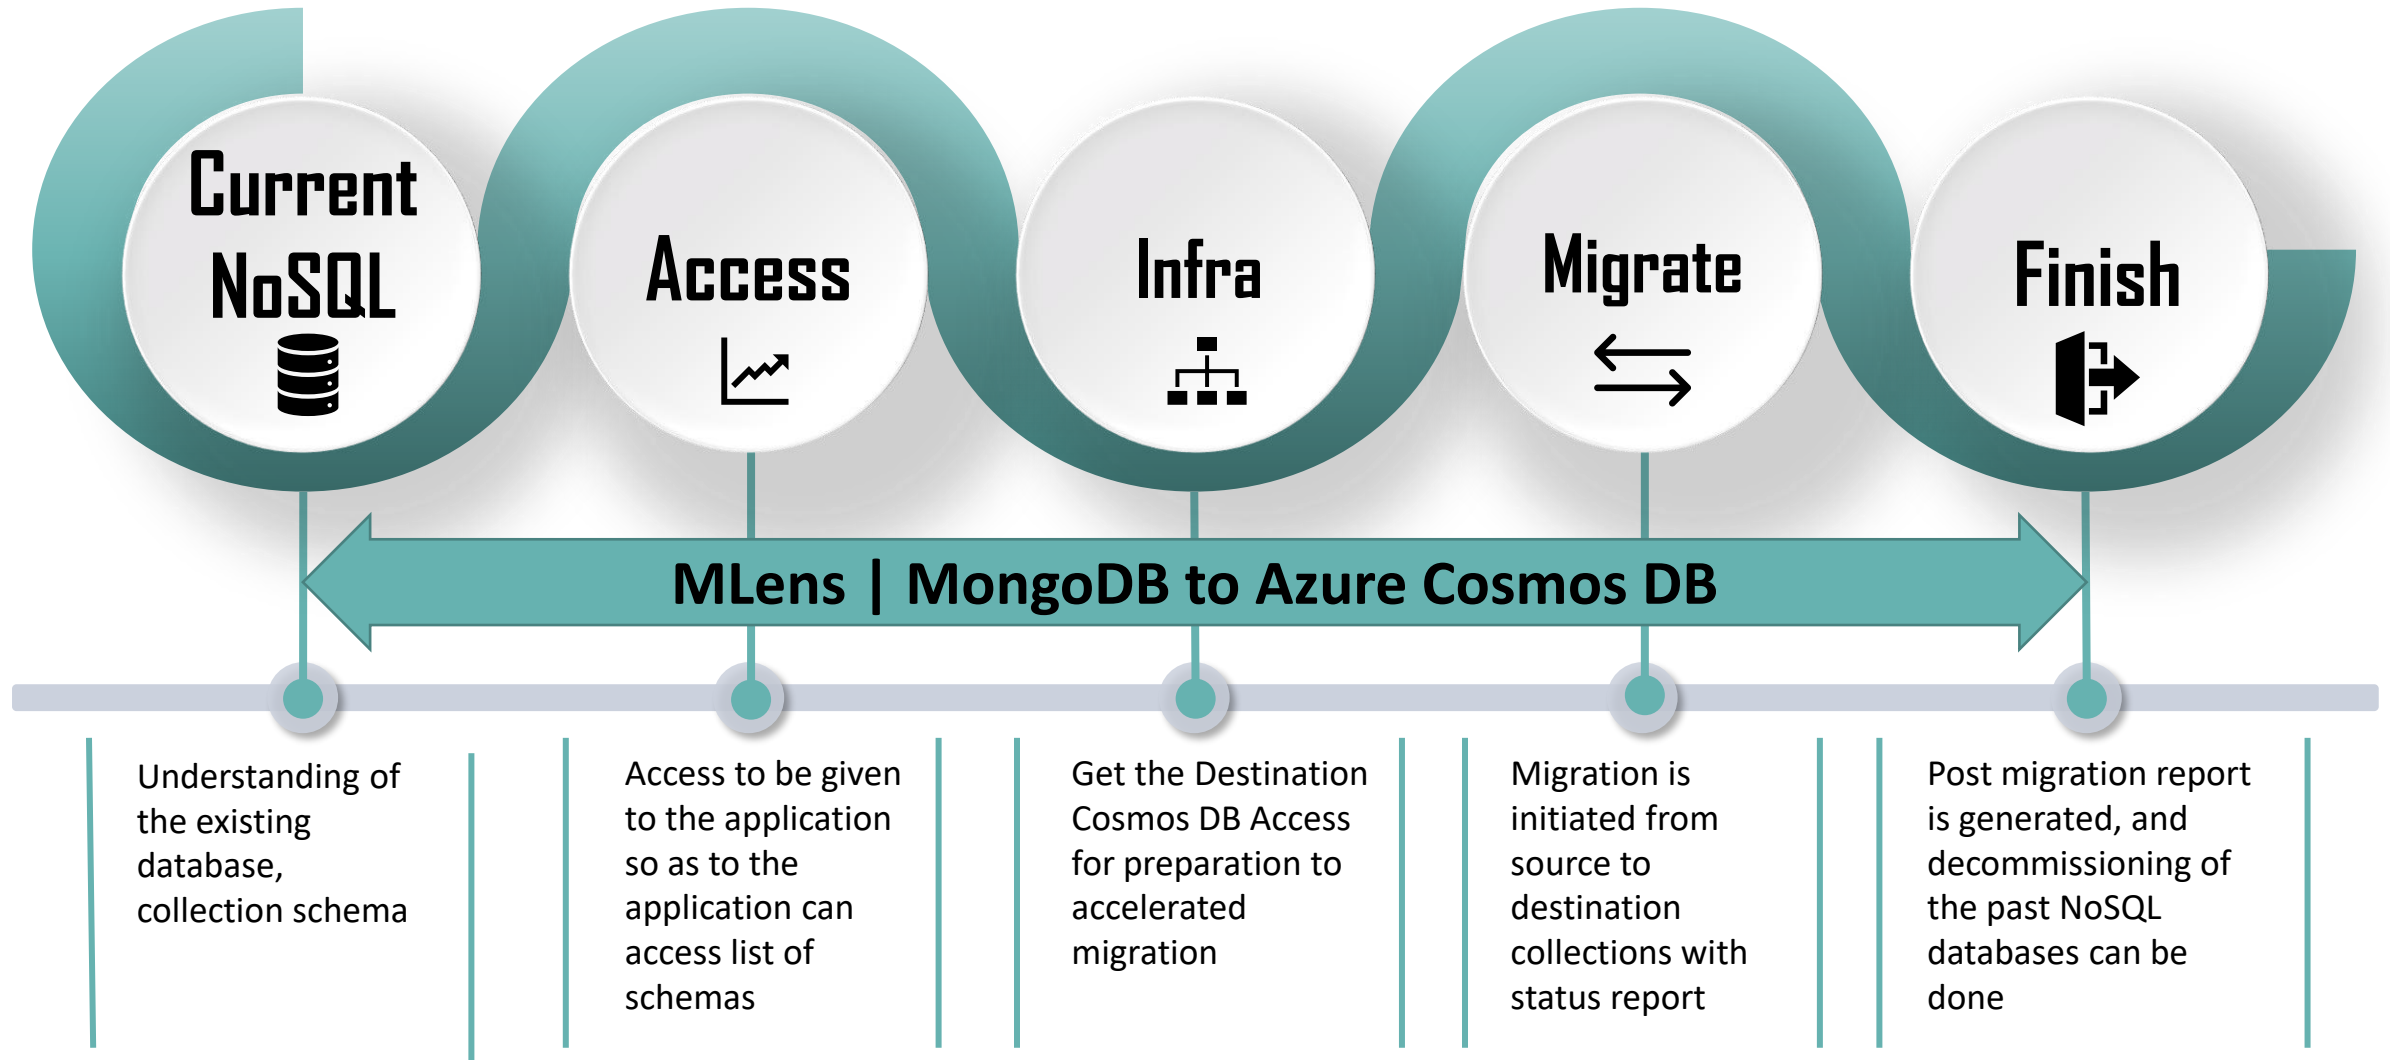 Current
NoSQL
Access
Infra
Migrate
Finish
MLens | MongoDB to Azure Cosmos DB
Understanding of
the existing
database,
collection schema
Access to be given
to the application
so as to the
application can
access list of
schemas
Get the Destination
Cosmos DB Access
for preparation to
accelerated
migration
Migration is
initiated from
source to
destination
collections with
status report
Post migration report
is generated, and
decommissioning of
the past NoSQL
databases can be
done